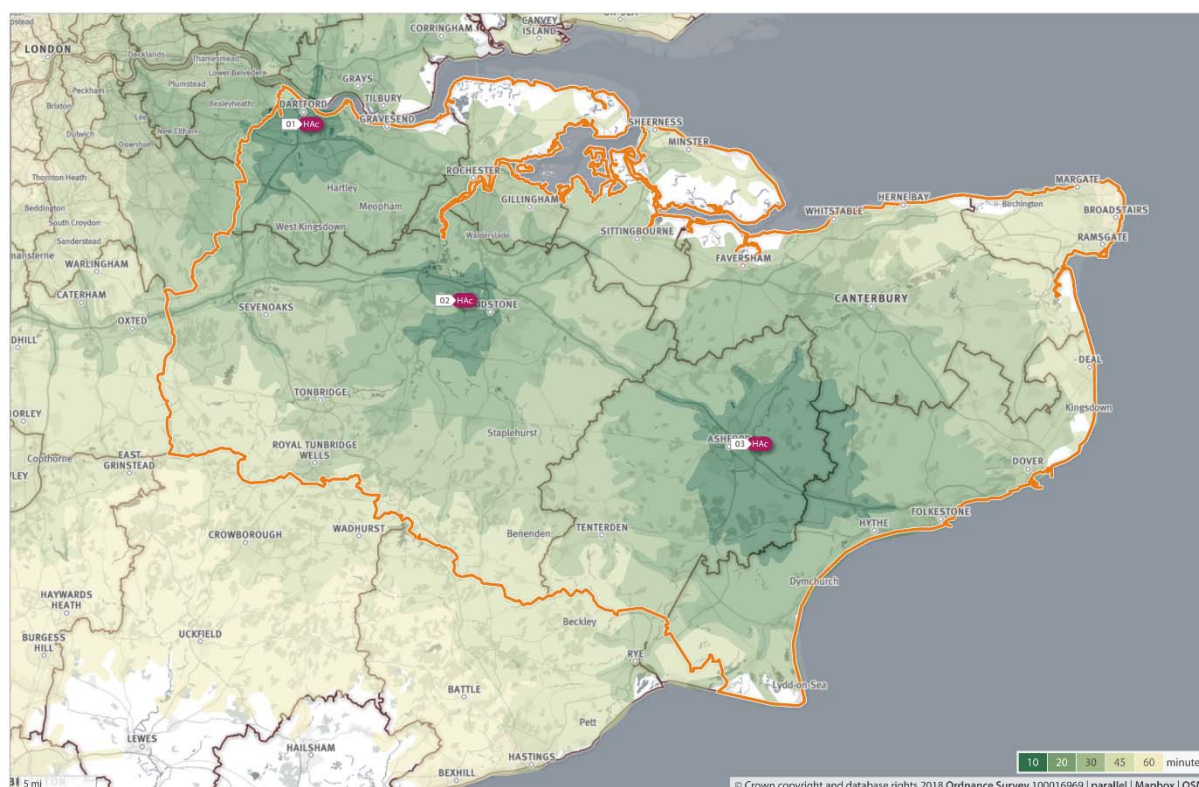 CORRINGHAM
CANVEY
ISLAND
LONDON
Docklands
Thamesmead
Lower Belvedere
GRAYS
Peckham
Plumstead
TILBURY
Brixton
Bexleyheath
DARTFORD
Lee
New Eltham
01 HAc
GRAVESEND
Dulwich
SHEERNESS
MINSTER
Thornton Heath
Hartley
ROCHESTER
MARGATE
HERNE BAY
Birchington
Beddington
Meopham
GILLINGHAM
WHITSTABLE
BROADSTAIRS
South Croydon
West Kingsdown
Walderslade
SITTINGBOURNE
RAMSGATE
Sanderstead
FAVERSHAM
WARLINGHAM
CATERHAM
02 HAc
CANTERBURY
SEVENOAKS
OXTED
DEAL
TONBRIDGE
Kingsdown
Staplehurst
03 HAc
ROYAL TUNBRIDGE
WELLS
Copthorne
EAST
GRINSTEAD
DOVER
FOLKESTONE
HYTHE
CROWBOROUGH
WADHURST
Benenden
TENTERDEN
Dymchurch
HAYWARDS
HEATH
Beckley
BURGESS
HILL
UCKFIELD
RYE
BATTLE
Lydd-on-Sea
Pett
LEWES
HAILSHAM
HASTINGS
BEXHILL
5 mi
10 20 30 45 60 minute
© Crown copyright and database rights 2018 Ordnance Survey 100016969 | parallel | Mapbox | OSM